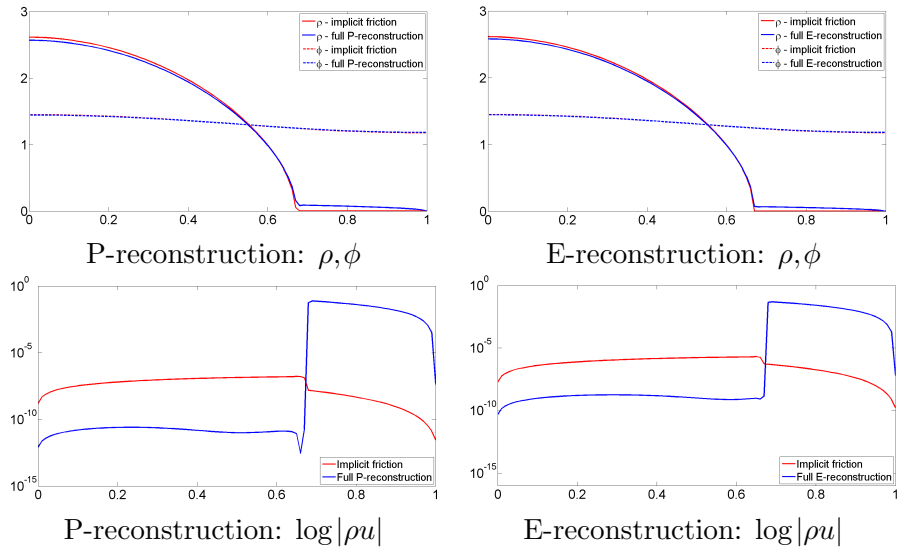 3
2
1
0
0
0.2
0.4
0.6
0.8
1
ρ - implicit friction
ρ - full P-reconstruction
ϕ - implicit friction
ϕ - full P-reconstruction
P-reconstruction: ρ,ϕ
3
2
1
0
0
0.2
0.4
0.6
0.8
1
ρ - implicit friction
ρ - full E-reconstruction
ϕ - implicit friction
ϕ - full E-reconstruction
E-reconstruction: ρ,ϕ
10^0
10^-5
10^-10
10^-15
0
0.2
0.4
0.6
0.8
1
Implicit friction
Full P-reconstruction
P-reconstruction: log|ρu|
10^0
10^-5
10^-10
10^-15
0
0.2
0.4
0.6
0.8
1
Implicit friction
Full E-reconstruction
E-reconstruction: log|ρu|